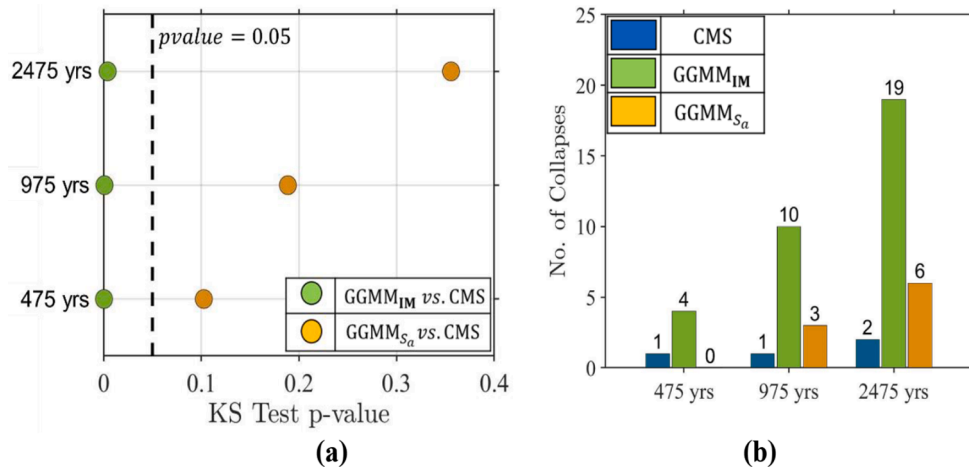 pvalue = 0.05
2475 yrs
975 yrs
475 yrs
GGMM_IM vs. CMS
GGMM_Sa vs. CMS
0 0.1 0.2 0.3 0.4
KS Test p-value
(a)
25
20
15
10
5
0
No. of Collapses
CMS
GGMM_IM
GGMM_Sa
1 4 0
1 10 3
2 19 6
475 yrs 975 yrs 2475 yrs
(b)